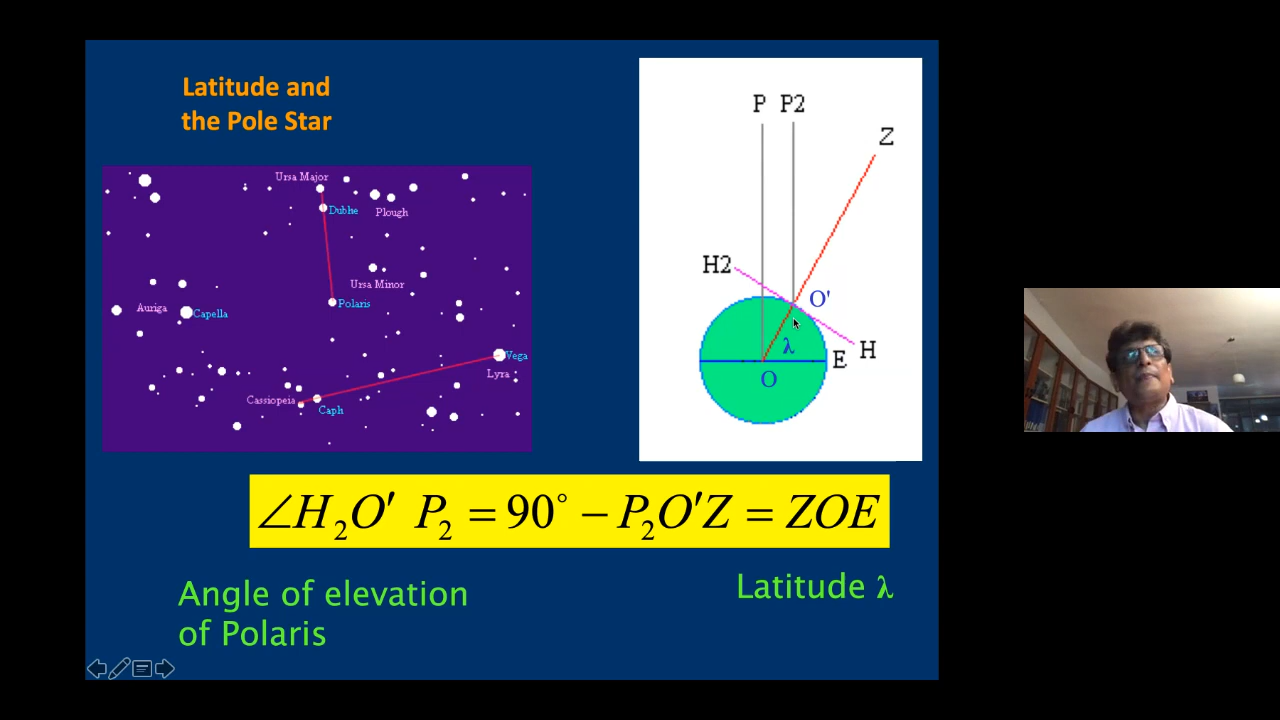 Latitude and
the Pole Star
Ursa Major
Dubhe
Plough
Ursa Minor
Polaris
Auriga
Capella
Vega
Lyra
Cassiopeia
Caph
P P2
Z
H2
O'
λ
E H
O
∠H₂O′ P₂ = 90° − P₂O′Z = ZOE
Angle of elevation
of Polaris
Latitude λ